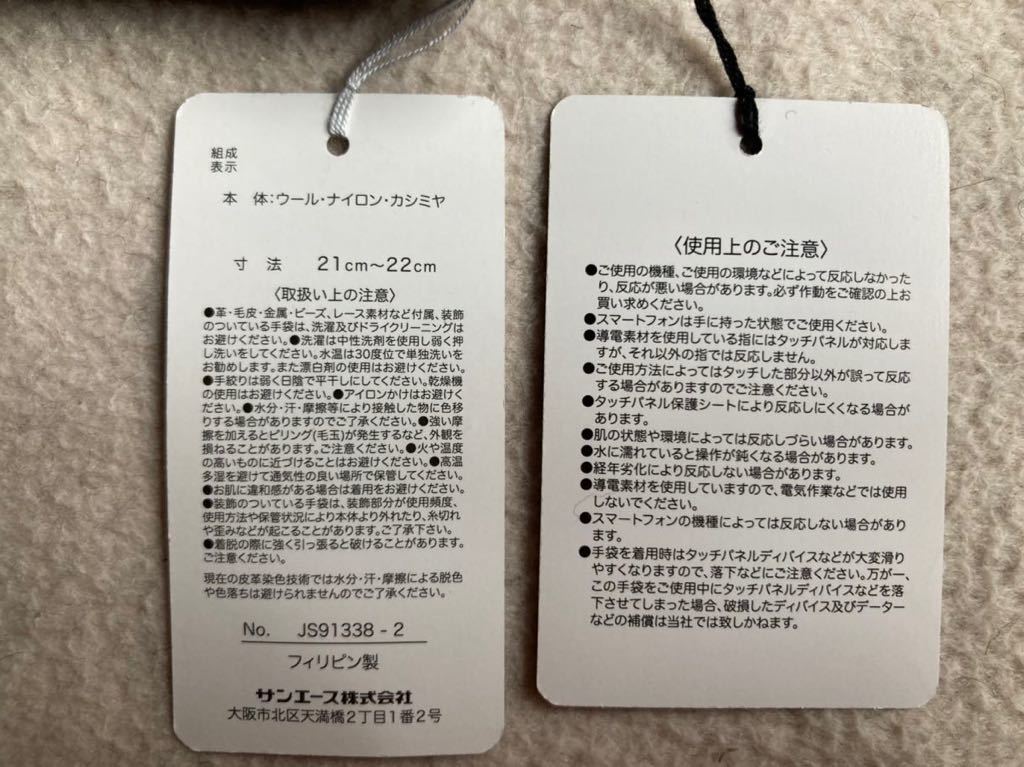 組成
表示
本 体:ウール・ナイロン・カシミヤ
寸 法 21cm〜22cm
〈取扱い上の注意〉
●革・毛皮・金属・ビーズ、レース素材など付属、装飾
のついている手袋は、洗濯及びドライクリーニングは
お避けください。●洗濯は中性洗剤を使用し弱く押
し洗いをしてください。水温は30度位で単独洗いを
お勧めします。また漂白剤の使用はお避けください。
●手絞りは弱く日陰で平干しにしてください。乾燥機
の使用はお避けください。●アイロンかけはお避けく
ださい。●水分・汗・摩擦等により接触した物に色移
りする場合がありますのでご了承ください。●強い摩
擦を加えるとピリング(毛玉)が発生するなど、外観を
損ねることがあります。ご注意ください。●火や温度
の高いものに近づけることはお避けください。●高温
多湿を避けて通気性の良い場所で保管してください。
●お肌に違和感がある場合は着用をお避けください。
●装飾のついている手袋は、装飾部分が使用頻度、
使用方法や保管状況により本体より外れたり、糸切れ
や歪みなどが起こることがあります。ご了承下さい。
●着脱の際に強く引っ張ると破けることがあります。
ご注意ください。
現在の皮革染色技術では水分・汗・摩擦による脱色
や色落ちは避けられませんのでご了承ください。
No. JS91338-2
フィリピン製
サンエース株式会社
大阪市北区天満橋2丁目1番2号
〈使用上のご注意〉
●ご使用の機種、ご使用の環境などによって反応しなかった
り、反応が悪い場合があります。必ず作動をご確認の上お
買い求めください。
●スマートフォンは手に持った状態でご使用ください。
●導電素材を使用している指にはタッチパネルが対応しま
すが、それ以外の指では反応しません。
●ご使用方法によってはタッチした部分以外が誤って反応
する場合がありますのでご注意ください。
●タッチパネル保護シートにより反応しにくくなる場合が
あります。
●肌の状態や環境によっては反応しづらい場合があります。
●水に濡れていると操作が鈍くなる場合があります。
●経年劣化により反応しない場合があります。
●導電素材を使用していますので、電気作業などでは使用
しないでください。
●スマートフォンの機種によっては反応しない場合があり
ます。
●手袋を着用時はタッチパネルディバイスなどが大変滑り
やすくなりますので、落下などにご注意ください。万が一、
この手袋をご使用中にタッチパネルディバイスなどを落
下させてしまった場合、破損したディバイス及びデーター
などの補償は当社では致しかねます。